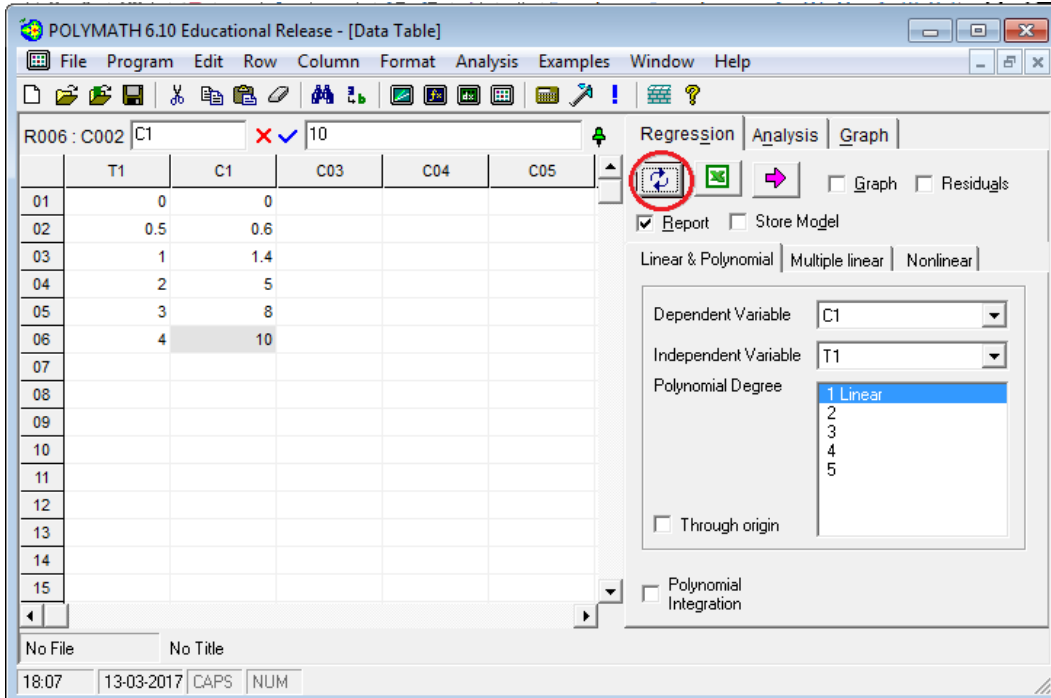 POLYMATH 6.10 Educational Release - [Data Table]
File Program Edit Row Column Format Analysis Examples Window Help
R006 : C002 C1 10
T1 C1 C03 C04 C05
01 0 0
02 0.5 0.6
03 1 1.4
04 2 5
05 3 8
06 4 10
07
08
09
10
11
12
13
14
15
Regression Analysis Graph
Graph Residuals
Report Store Model
Linear & Polynomial Multiple linear Nonlinear
Dependent Variable C1
Independent Variable T1
Polynomial Degree
1 Linear
2
3
4
5
Through origin
Polynomial
Integration
No File No Title
18:07 13-03-2017 CAPS NUM